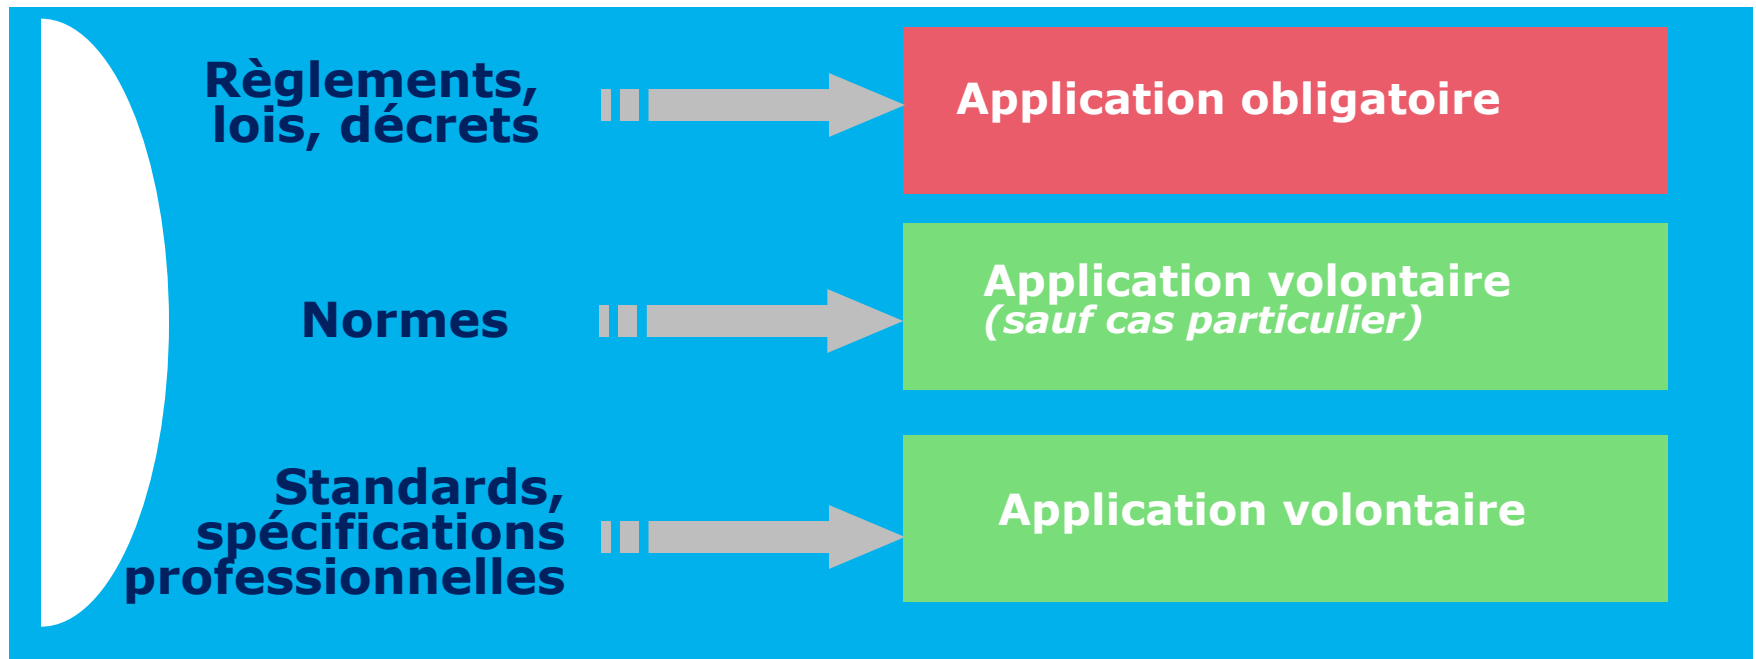 Règlements,
lois, décrets
Application obligatoire
Normes
Application volontaire
(sauf cas particulier)
Standards,
spécifications
professionnelles
Application volontaire